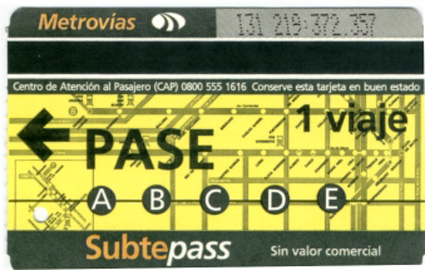 Metrovías
131 219:372.357
Centro de Atención al Pasajero (CAP) 0800 555 1616 Conserve esta tarjeta en buen estado
1 viaje
PASE
A B C D E
Subtepass
Sin valor comercial